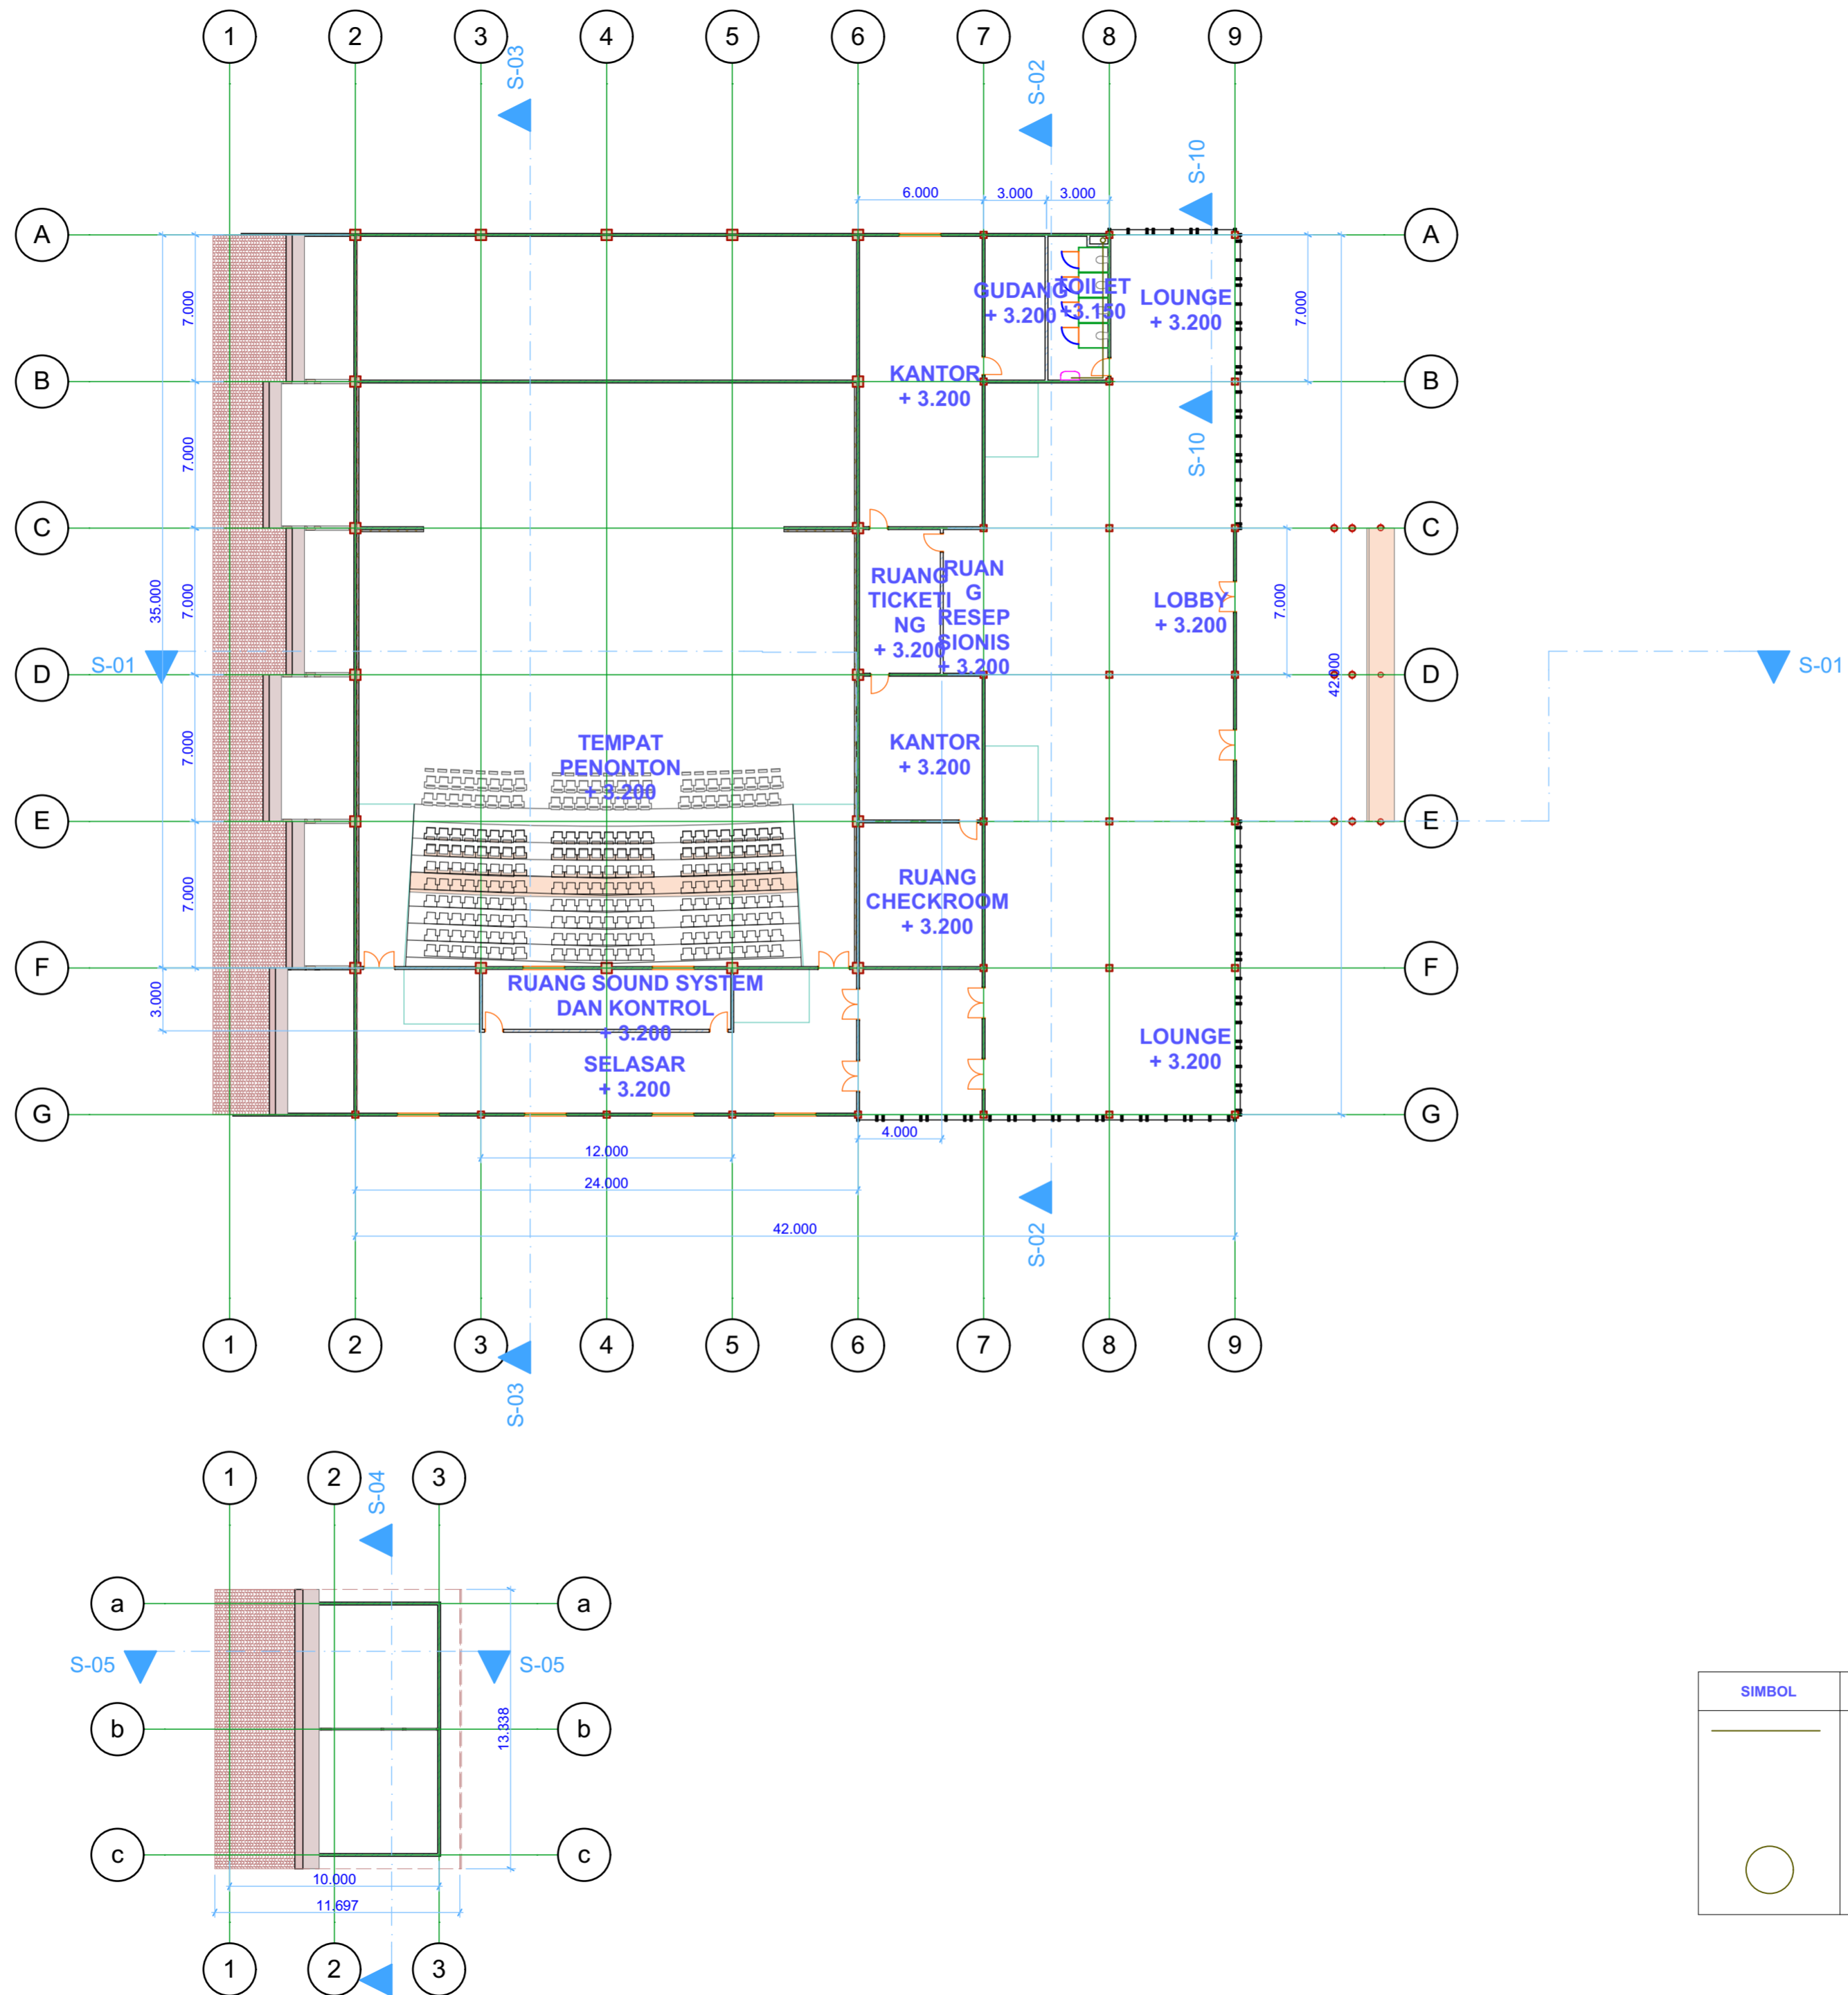 1 2 3 4 5 6 7 8 9
S-03
S-02
S-10
6.000 3.000 3.000
A A
7.000
GUDANG
+ 3.200
TOILET
+3.150
LOUNGE
+ 3.200
7.000
B B
KANTOR
+ 3.200
7.000
S-10
C C
35.000
7.000
RUANG
TICKETI
NG
+ 3.200
RUAN
G
RESEP
SIONIS
+ 3.200
LOBBY
+ 3.200
7.000
42.000
S-01 S-01
D D
7.000
TEMPAT
PENONTON
+ 3.200
KANTOR
+ 3.200
E E
7.000
RUANG
CHECKROOM
+ 3.200
F F
3.000
RUANG SOUND SYSTEM
DAN KONTROL
+ 3.200
SELASAR
+ 3.200
LOUNGE
+ 3.200
G G
4.000
12.000
24.000
42.000
S-02
1 2 3 4 5 6 7 8 9
S-03
1 2 3
S-04
a a
S-05 S-05
b b
13.338
c c
10.000
11.697
1 2 3
SIMBOL